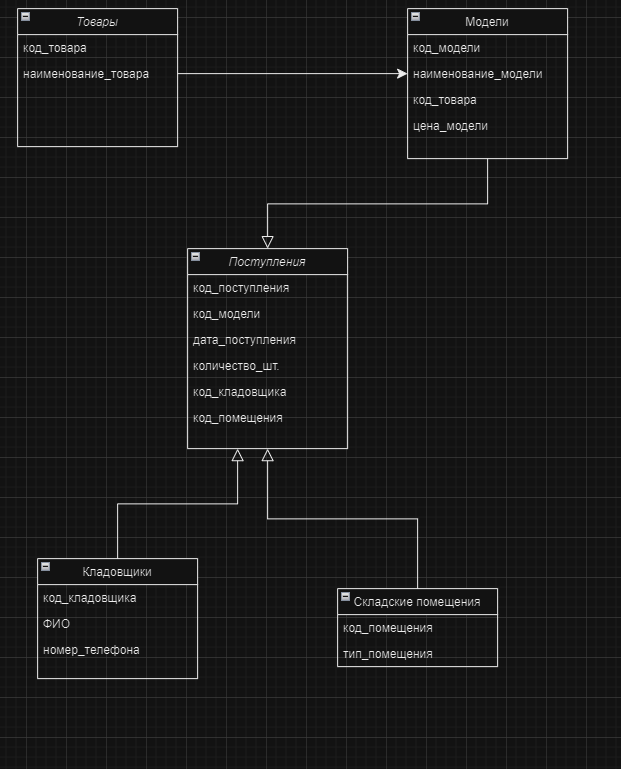 Товары
код_товара
наименование_товара
Модели
код_модели
наименование_модели
код_товара
цена_модели
Поступления
код_поступления
код_модели
дата_поступления
количество_шт.
код_кладовщика
код_помещения
Кладовщики
код_кладовщика
ФИО
номер_телефона
Складские помещения
код_помещения
тип_помещения